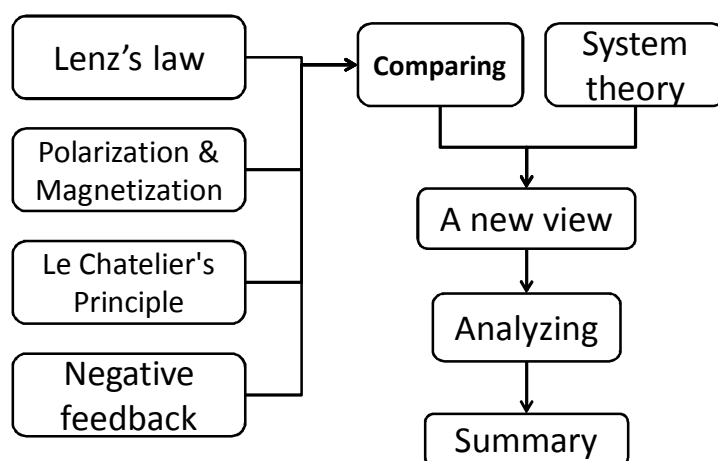 Lenz’s law
Polarization &
Magnetization
Le Chatelier's
Principle
Negative
feedback
Comparing
System
theory
A new view
Analyzing
Summary